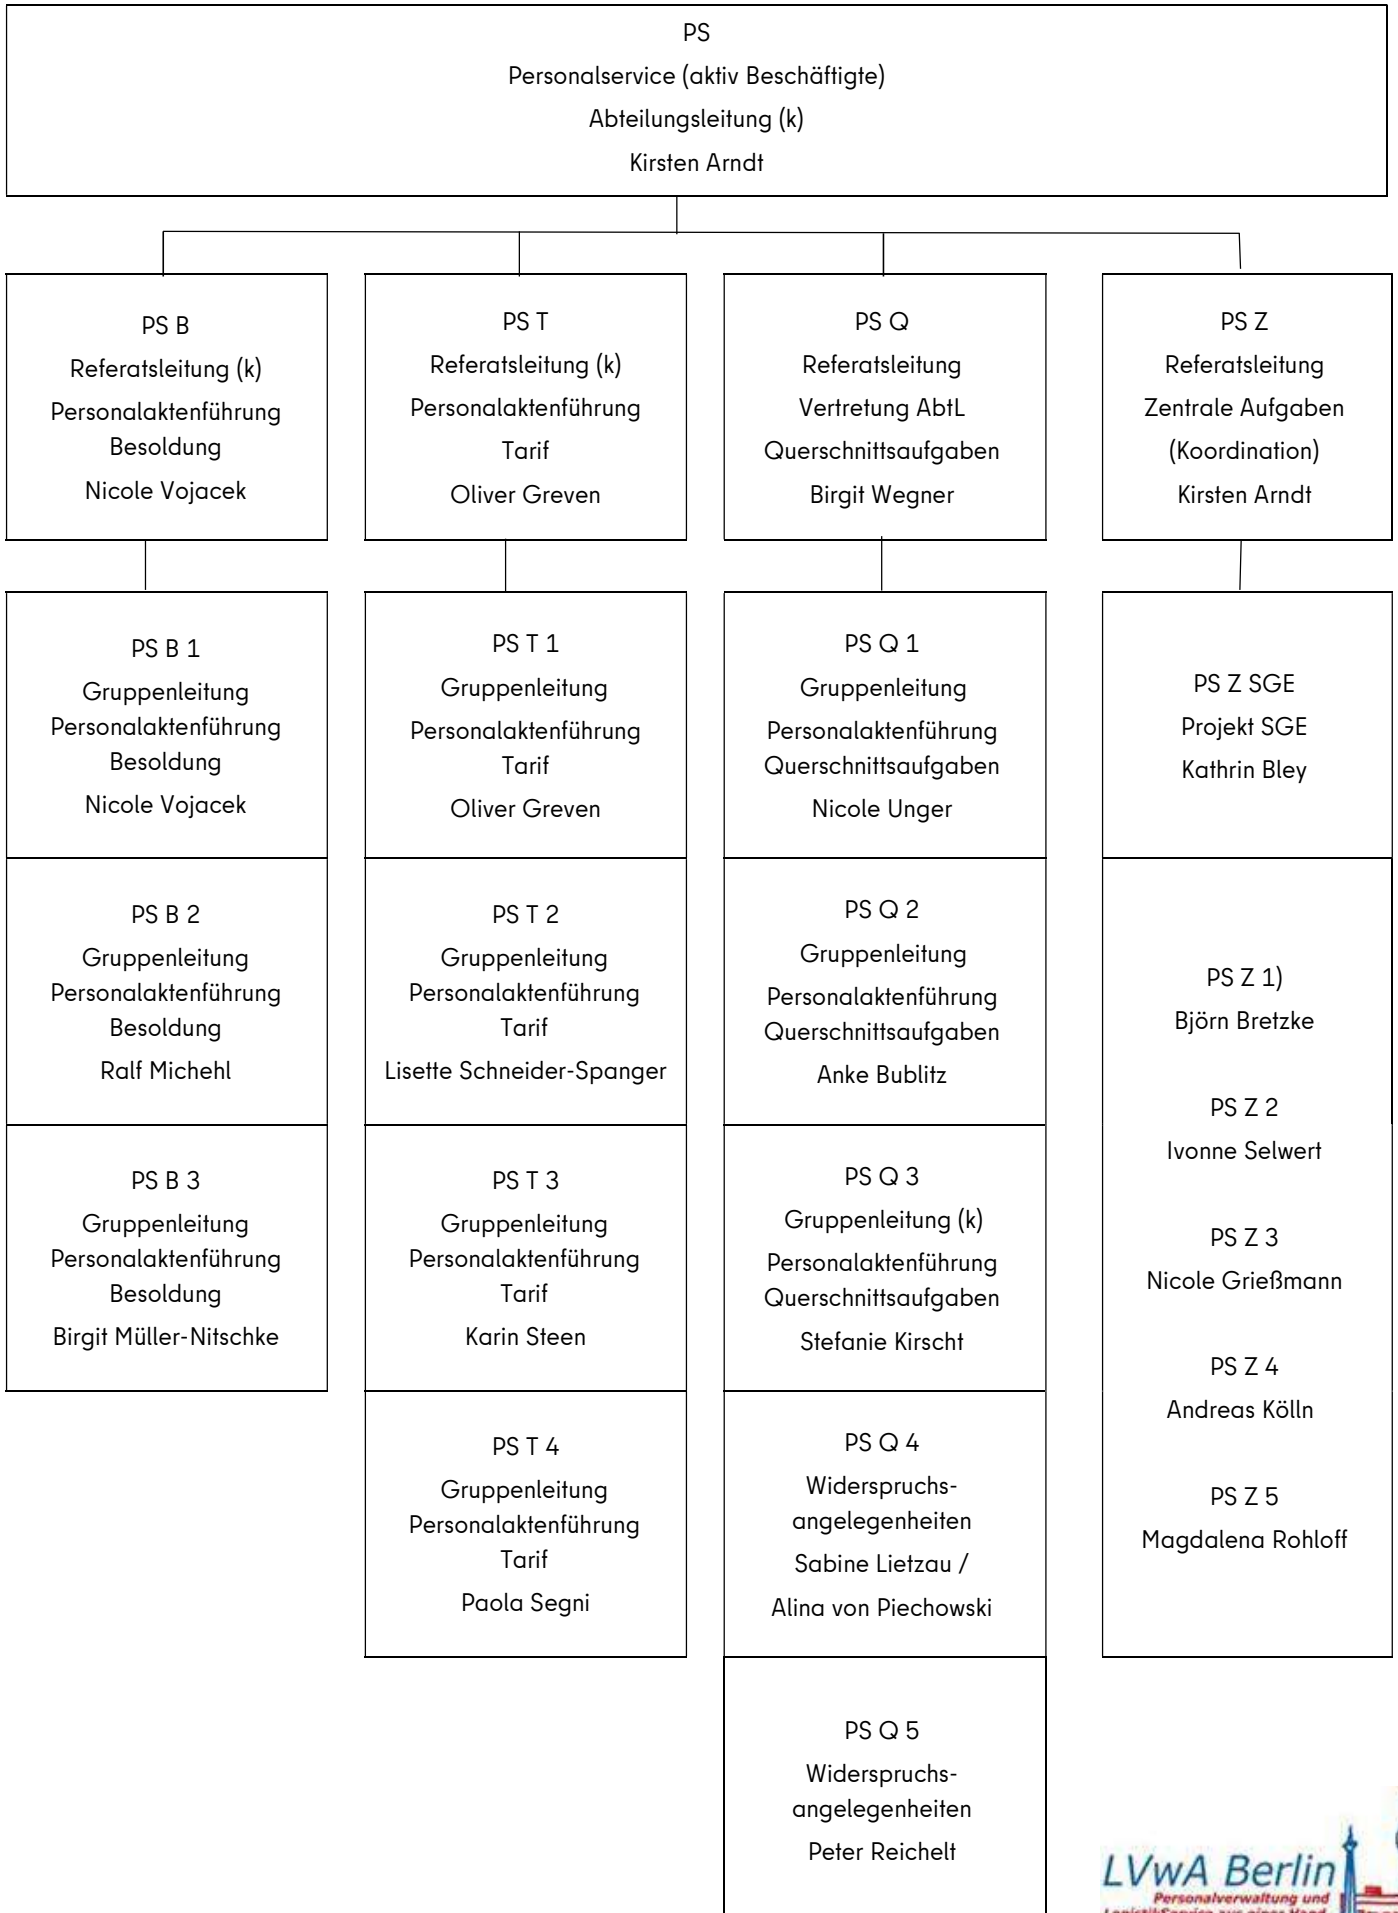 PS
Personalservice (aktiv Beschäftigte)
Abteilungsleitung (k)
Kirsten Arndt
PS B
Referatsleitung (k)
Personalaktenführung
Besoldung
Nicole Vojacek
PS T
Referatsleitung (k)
Personalaktenführung
Tarif
Oliver Greven
PS Q
Referatsleitung
Vertretung AbtL
Querschnittsaufgaben
Birgit Wegner
PS Z
Referatsleitung
Zentrale Aufgaben
(Koordination)
Kirsten Arndt
PS B 1
Gruppenleitung
Personalaktenführung
Besoldung
Nicole Vojacek
PS B 2
Gruppenleitung
Personalaktenführung
Besoldung
Ralf Michehl
PS B 3
Gruppenleitung
Personalaktenführung
Besoldung
Birgit Müller-Nitschke
PS T 1
Gruppenleitung
Personalaktenführung
Tarif
Oliver Greven
PS T 2
Gruppenleitung
Personalaktenführung
Tarif
Lisette Schneider-Spanger
PS T 3
Gruppenleitung
Personalaktenführung
Tarif
Karin Steen
PS T 4
Gruppenleitung
Personalaktenführung
Tarif
Paola Segni
PS Q 1
Gruppenleitung
Personalaktenführung
Querschnittsaufgaben
Nicole Unger
PS Q 2
Gruppenleitung
Personalaktenführung
Querschnittsaufgaben
Anke Bublitz
PS Q 3
Gruppenleitung (k)
Personalaktenführung
Querschnittsaufgaben
Stefanie Kirscht
PS Q 4
Widerspruchs-
angelegenheiten
Sabine Lietzau /
Alina von Piechowski
PS Q 5
Widerspruchs-
angelegenheiten
Peter Reichelt
PS Z SGE
Projekt SGE
Kathrin Bley
PS Z 1)
Björn Bretzke
PS Z 2
Ivonne Selwert
PS Z 3
Nicole Grießmann
PS Z 4
Andreas Kölln
PS Z 5
Magdalena Rohloff
LVwA Berlin
Personalverwaltung und
LogistikService aus einer Hand